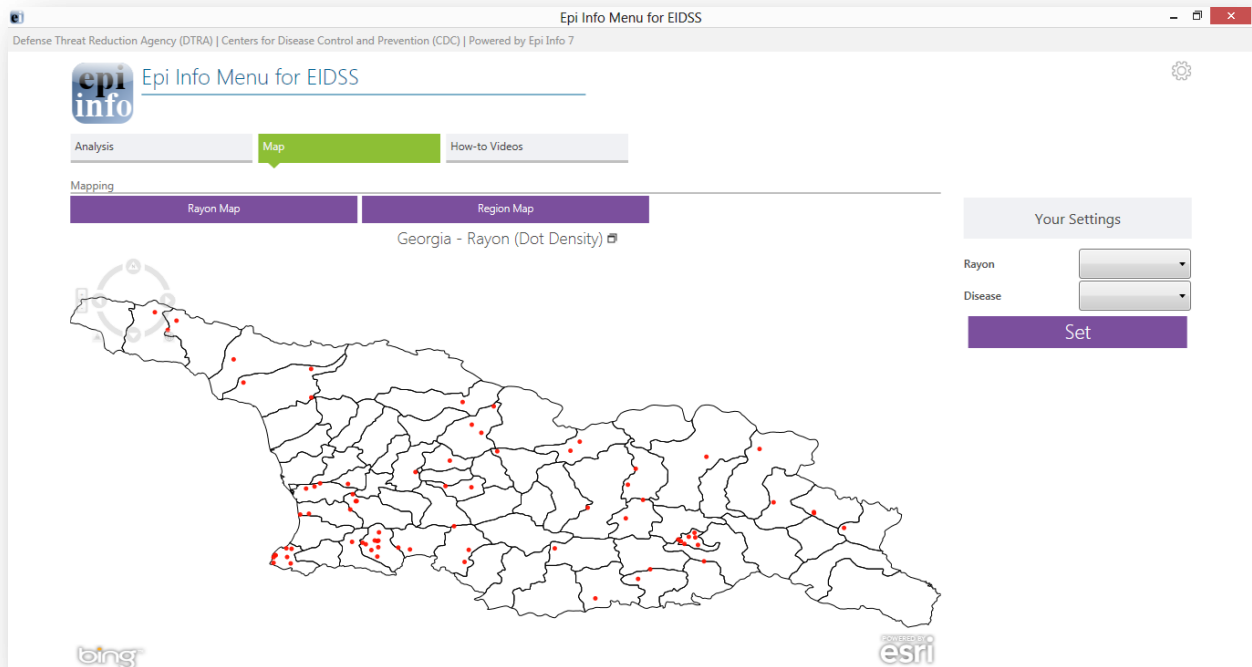 e
Epi Info Menu for EIDSS
Defense Threat Reduction Agency (DTRA) | Centers for Disease Control and Prevention (CDC) | Powered by Epi Info 7
epi
info
Epi Info Menu for EIDSS
Analysis
Map
How-to Videos
Mapping
Rayon Map
Region Map
Your Settings
Georgia - Rayon (Dot Density)
Rayon
Disease
Set
bing
POWERED BY
esri